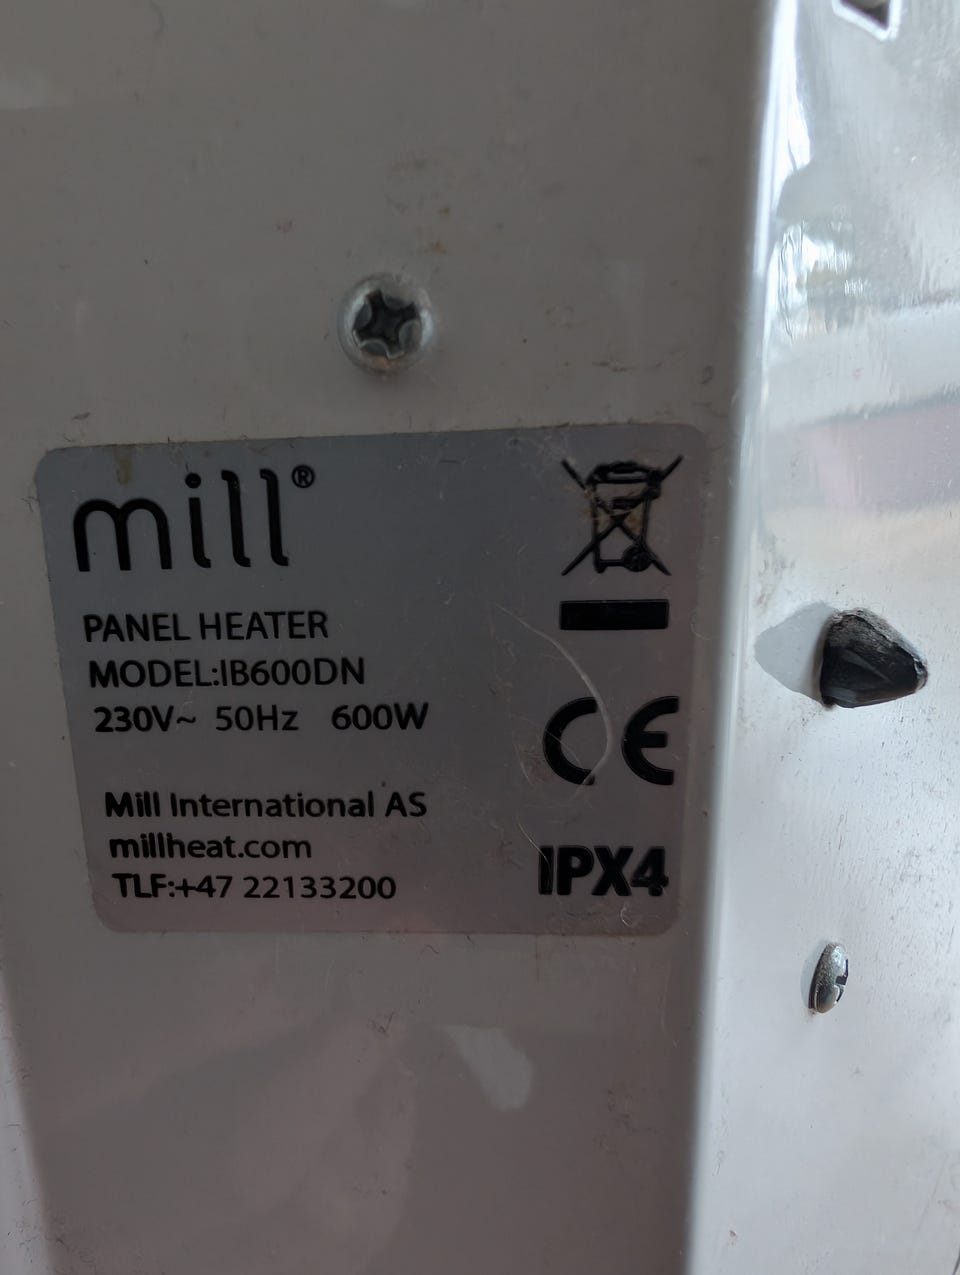 mill®
PANEL HEATER
MODEL:IB600DN
230V~ 50Hz 600W
CE
Mill International AS
millheat.com
TLF:+47 22133200
IPX4